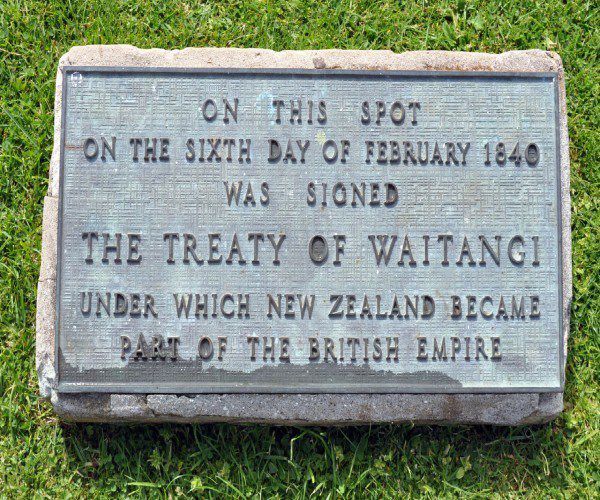 ON THIS SPOT
ON THE SIXTH DAY OF FEBRUARY 1840
WAS SIGNED
THE TREATY OF WAITANGI
UNDER WHICH NEW ZEALAND BECAME
PART OF THE BRITISH EMPIRE